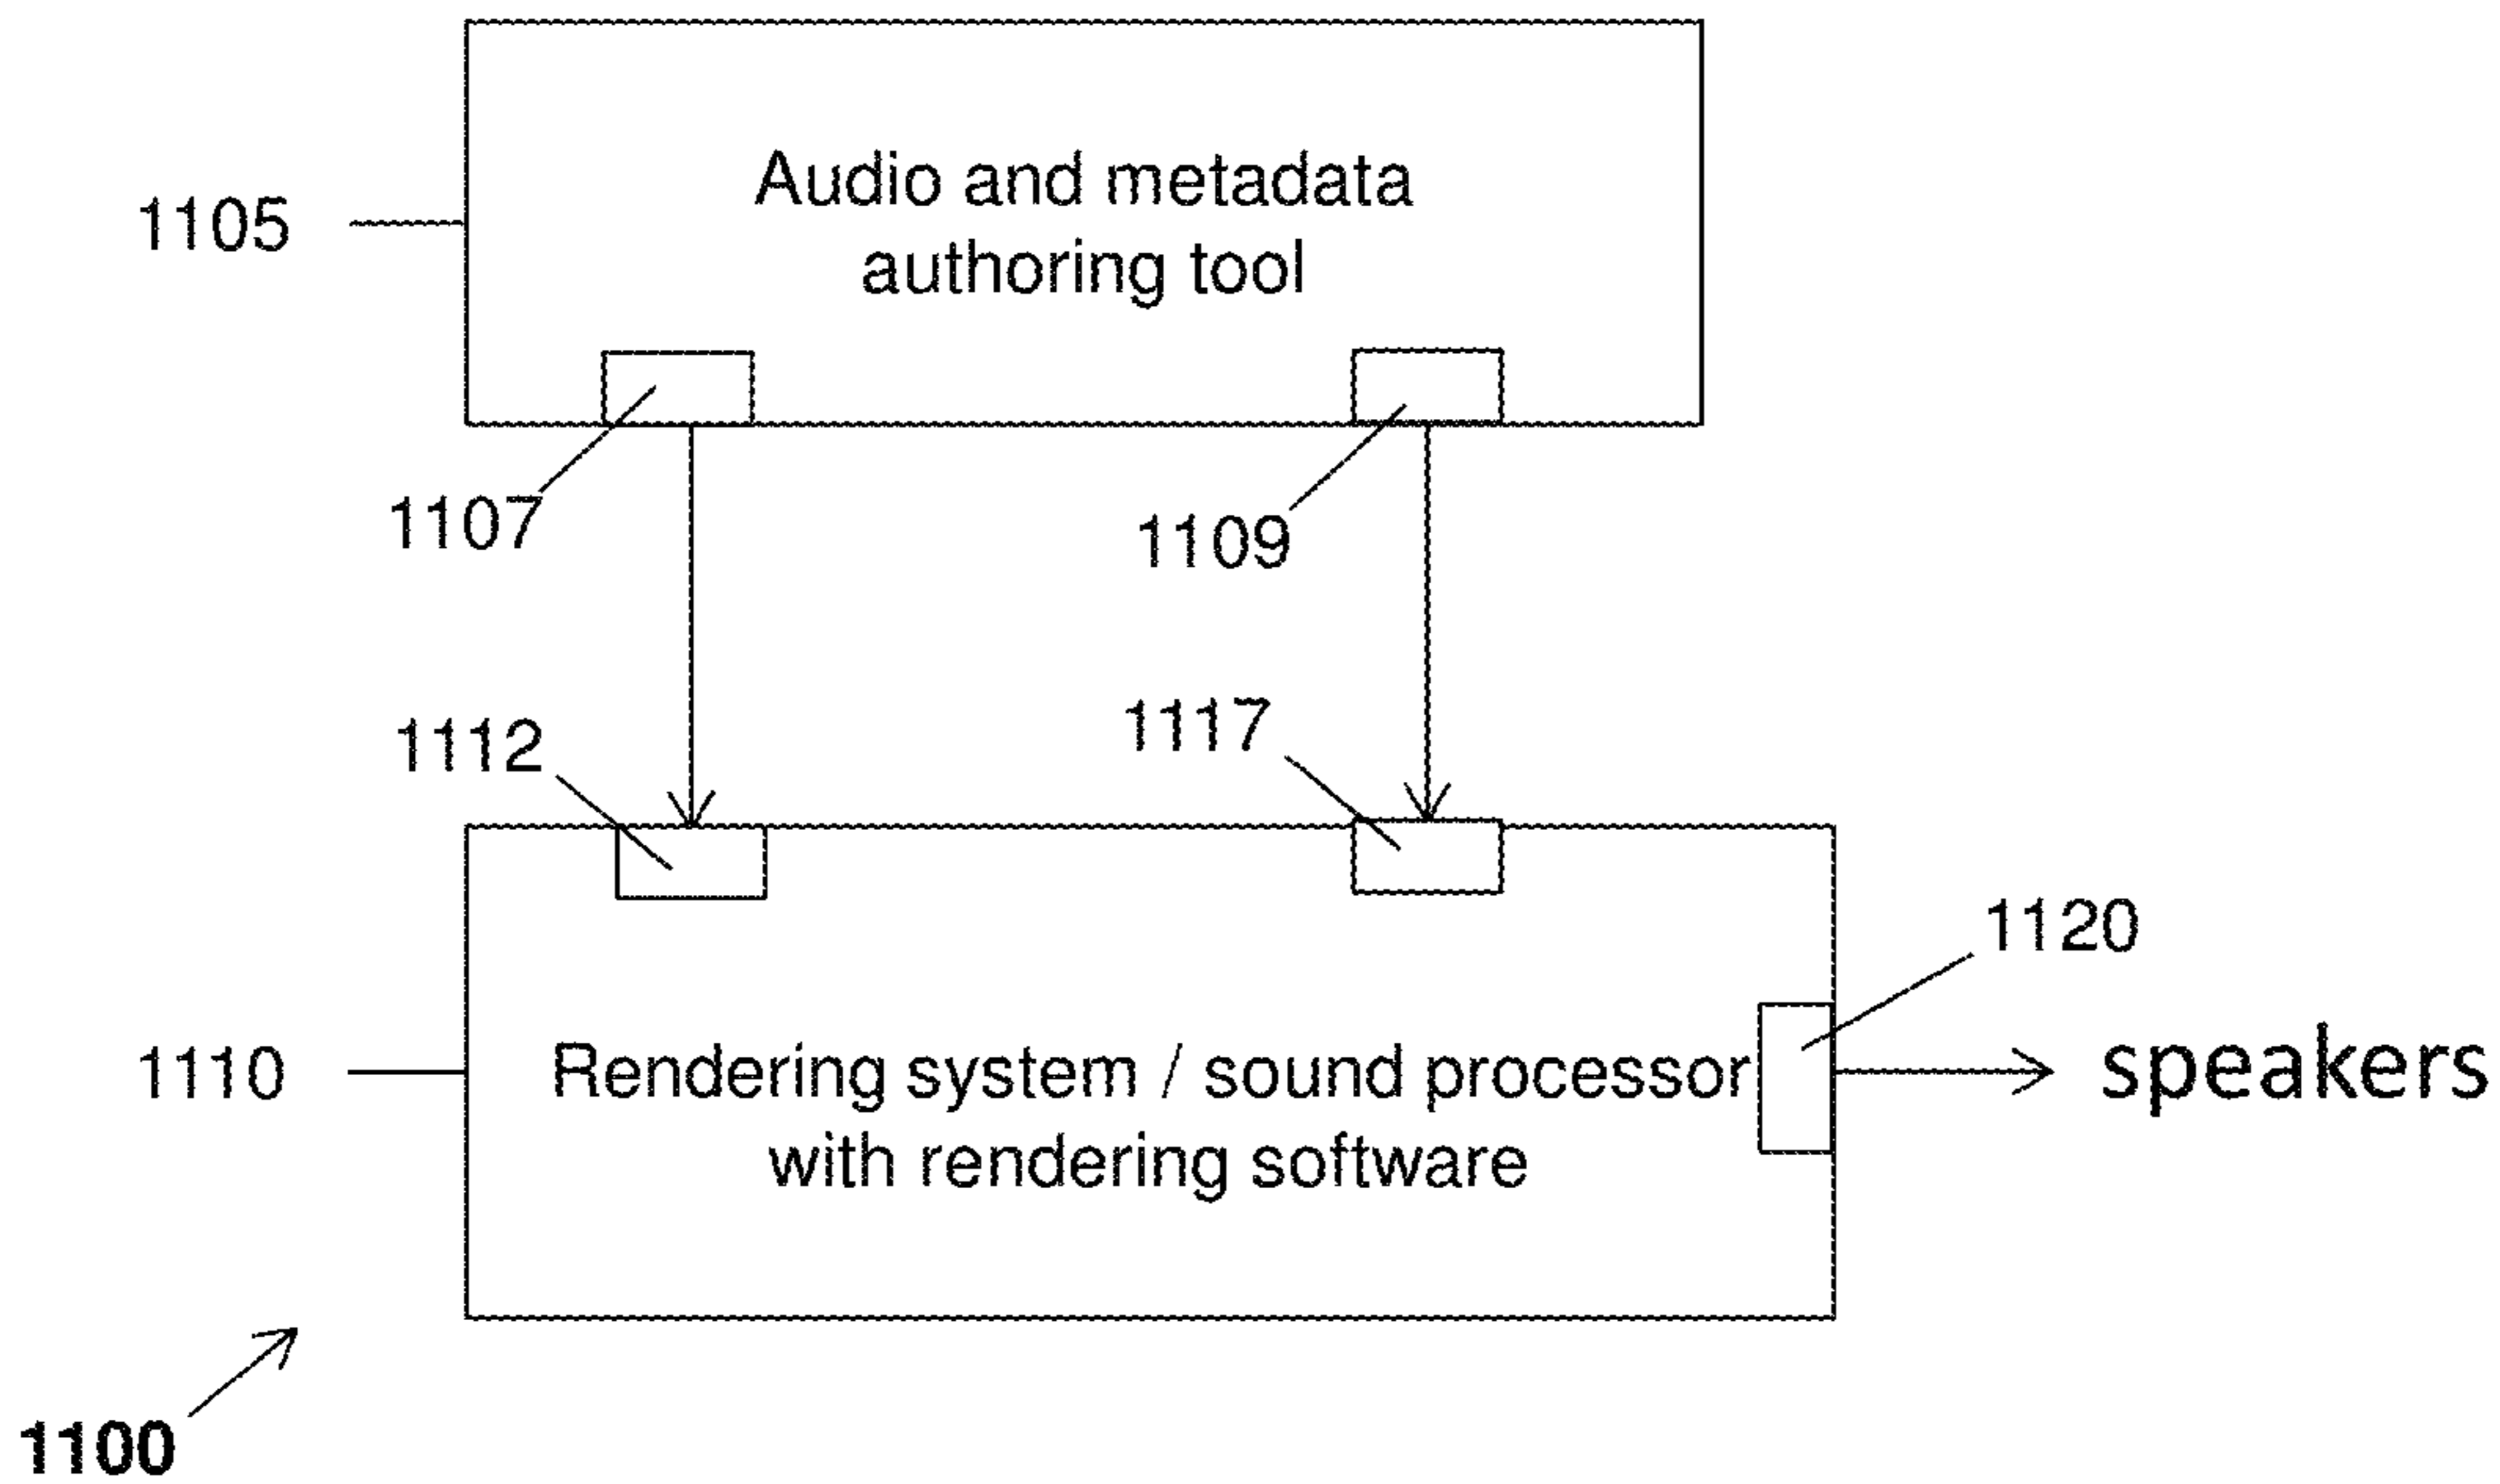 Audio and metadata
authoring tool
1105
1107
1109
1112
1117
1120
1110
Rendering system / sound processor
with rendering software
speakers
1100